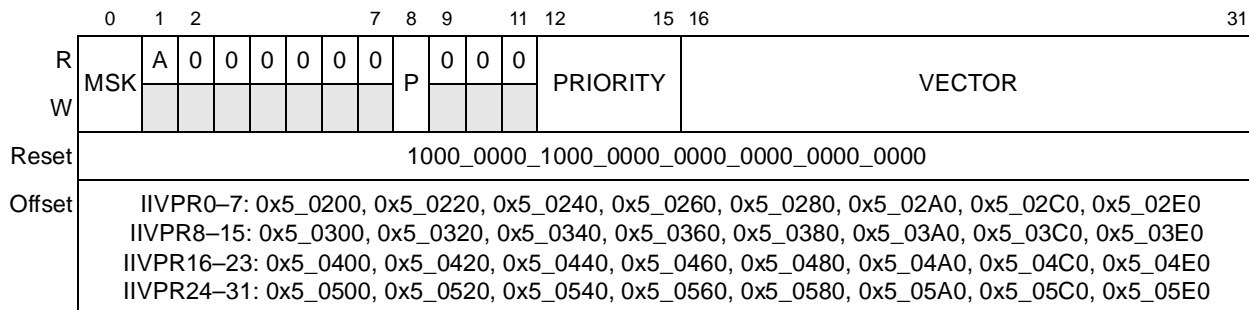 0 1 2 7 8 9 11 12 15 16 31
R MSK A 0 0 0 0 0 0 P 0 0 0 PRIORITY VECTOR
W
Reset 1000_0000_1000_0000_0000_0000_0000_0000
Offset IIVPR0–7: 0x5_0200, 0x5_0220, 0x5_0240, 0x5_0260, 0x5_0280, 0x5_02A0, 0x5_02C0, 0x5_02E0
IIVPR8–15: 0x5_0300, 0x5_0320, 0x5_0340, 0x5_0360, 0x5_0380, 0x5_03A0, 0x5_03C0, 0x5_03E0
IIVPR16–23: 0x5_0400, 0x5_0420, 0x5_0440, 0x5_0460, 0x5_0480, 0x5_04A0, 0x5_04C0, 0x5_04E0
IIVPR24–31: 0x5_0500, 0x5_0520, 0x5_0540, 0x5_0560, 0x5_0580, 0x5_05A0, 0x5_05C0, 0x5_05E0